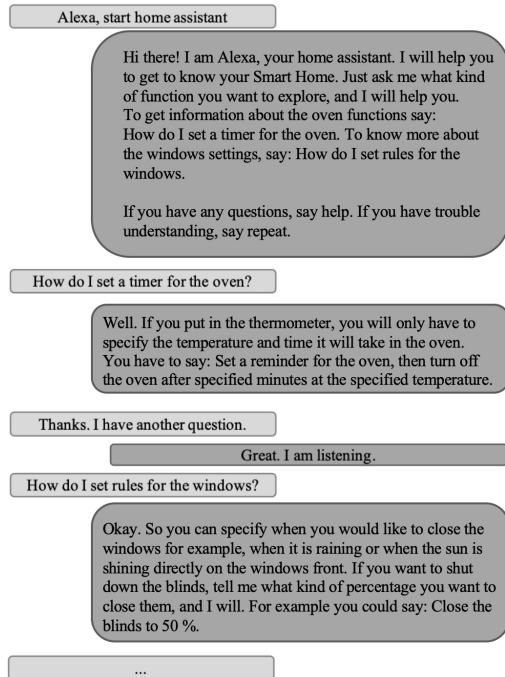 Alexa, start home assistant
Hi there! I am Alexa, your home assistant. I will help you
to get to know your Smart Home. Just ask me what kind
of function you want to explore, and I will help you.
To get information about the oven functions say:
How do I set a timer for the oven. To know more about
the windows settings, say: How do I set rules for the
windows.
If you have any questions, say help. If you have trouble
understanding, say repeat.
How do I set a timer for the oven?
Well. If you put in the thermometer, you will only have to
specify the temperature and time it will take in the oven.
You have to say: Set a reminder for the oven, then turn off
the oven after specified minutes at the specified temperature.
Thanks. I have another question.
Great. I am listening.
How do I set rules for the windows?
Okay. So you can specify when you would like to close the
windows for example, when it is raining or when the sun is
shining directly on the windows front. If you want to shut
down the blinds, tell me what kind of percentage you want to
close them, and I will. For example you could say: Close the
blinds to 50 %.
...